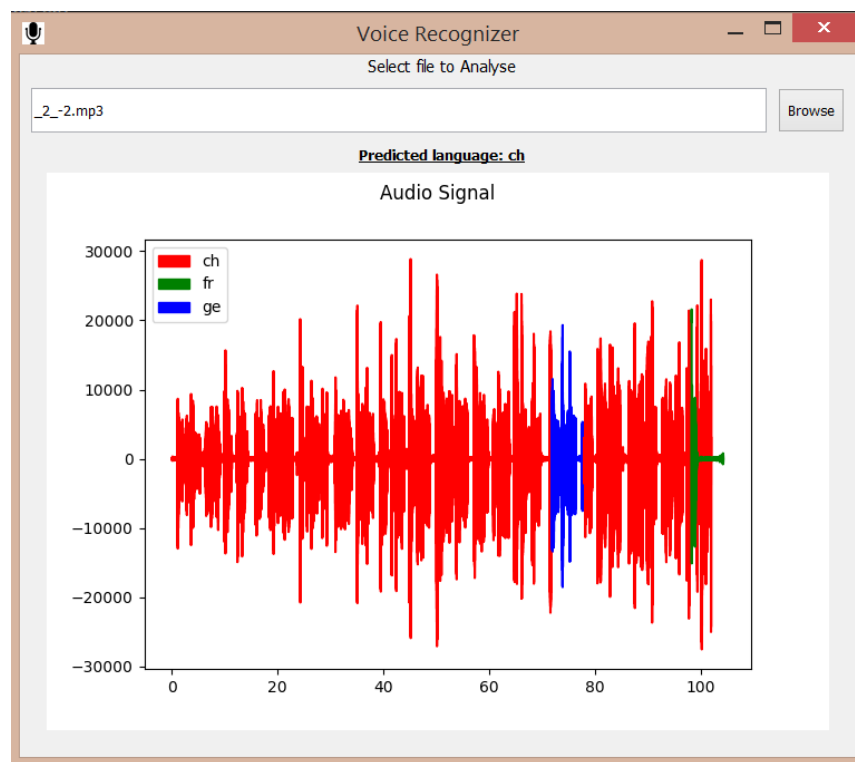 Voice Recognizer
Select file to Analyse
_2_-2.mp3
Browse
Predicted language: ch
Audio Signal
ch
fr
ge
30000
20000
10000
0
−10000
−20000
−30000
0 20 40 60 80 100